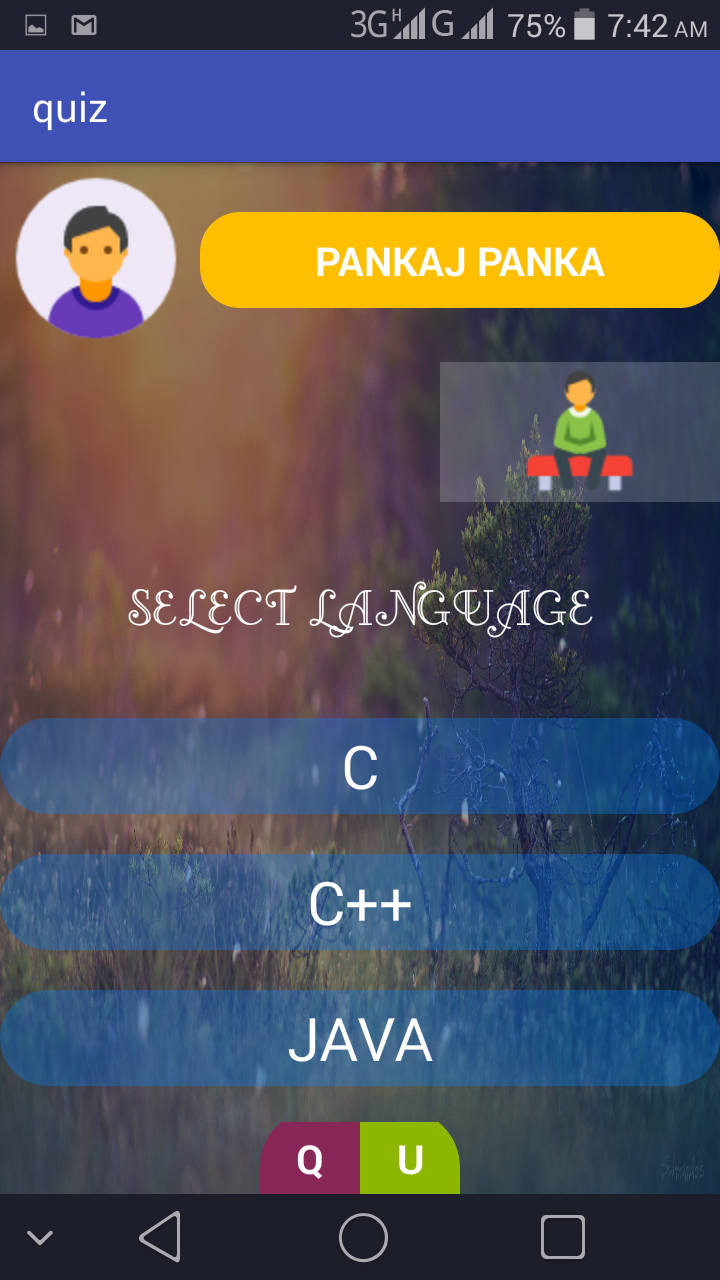 3G H G 75% 7:42 AM
quiz
PANKAJ PANKA
SELECT LANGUAGE
C
C++
JAVA
Q U